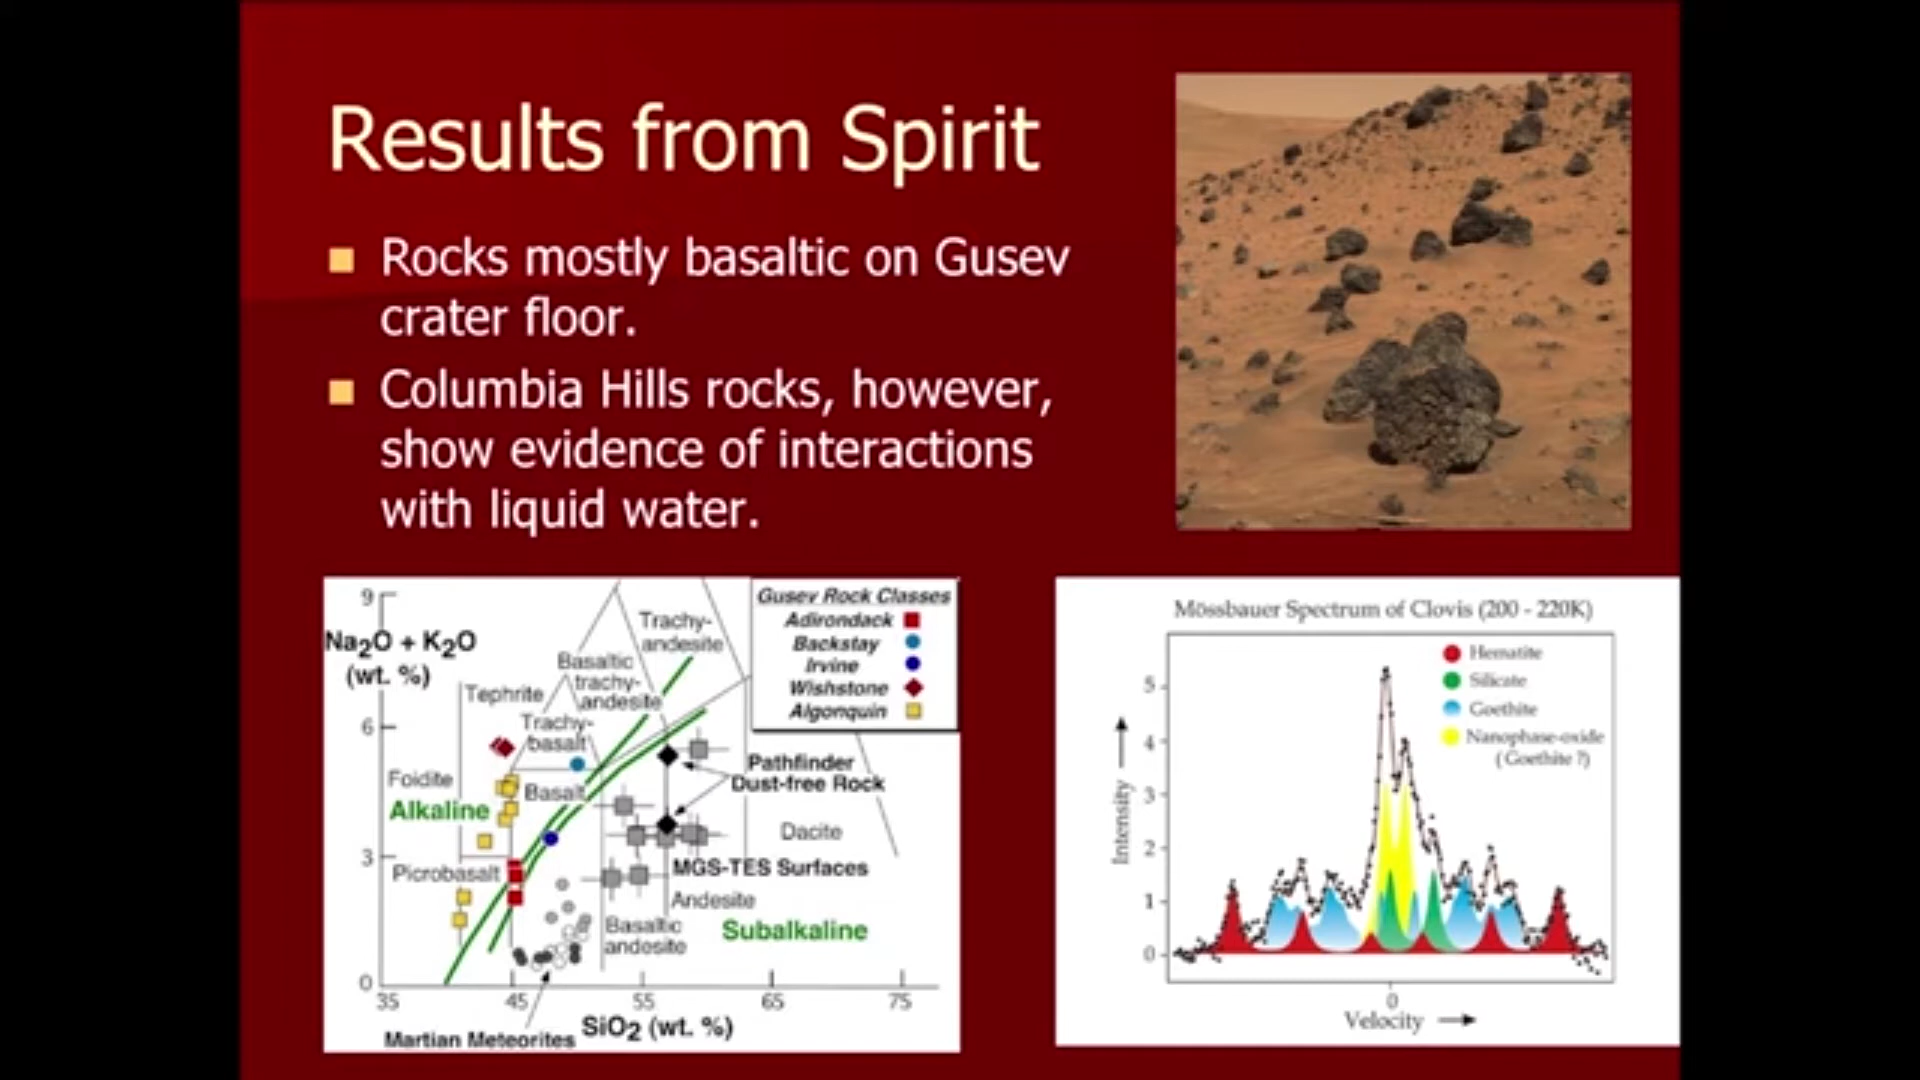 Results from Spirit
Rocks mostly basaltic on Gusev
crater floor.
Columbia Hills rocks, however,
show evidence of interactions
with liquid water.
9
Na2O + K2O
(wt. %)
6
3
0
35
45
55
65
75
SiO2 (wt. %)
Martian Meteorites
Gusev Rock Classes
Adirondack
Backstay
Irvine
Wishstone
Algonquin
Trachy-
andesite
Basaltic
trachy-
andesite
Tephrite
Trachy-
basalt
Foidite
Alkaline
Basalt
Picrobasalt
Pathfinder
Dust-free Rock
Dacite
MGS-TES Surfaces
Andesite
Basaltic
andesite
Subalkaline
Mössbauer Spectrum of Clovis (200 - 220K)
Hematite
Silicate
Goethite
Nanophase-oxide
(Goethite ?)
Intensity
5
4
3
2
1
0
0
Velocity